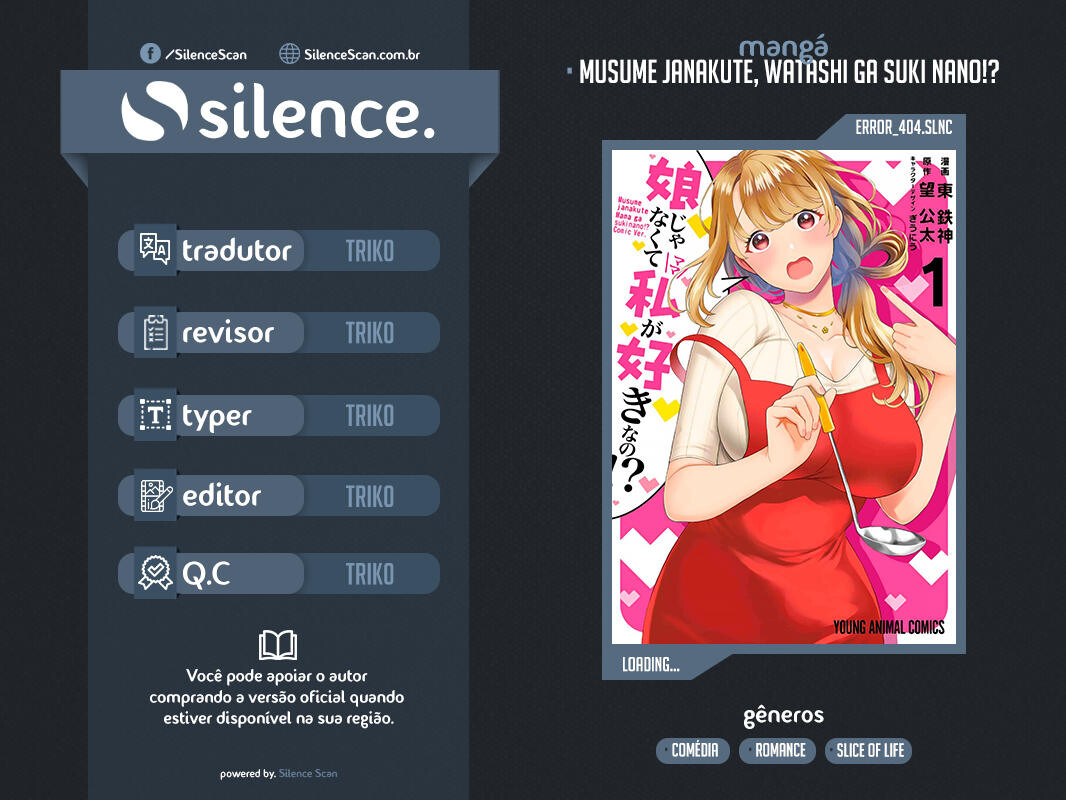 /SilenceScan
SilenceScan.com.br
silence.
tradutor TRIKO
revisor TRIKO
typer TRIKO
editor TRIKO
Q.C TRIKO
Você pode apoiar o autor
comprando a versão oficial quando
estiver disponível na sua região.
powered by. Silence Scan
mangá
· MUSUME JANAKUTE, WATASHI GA SUKI NANO!?
ERROR_404.SLNC
漫画 東 鉄神
原作 望 公太
キャラクターデザイン ぎうにう
1
娘
じゃ
なくて
私
ママ
が
好
き
なの
!?
Musume
janakute
Mama ga
suki nano!?
Comic Ver.
YOUNG ANIMAL COMICS
LOADING...
gêneros
· COMÉDIA
· ROMANCE
· SLICE OF LIFE